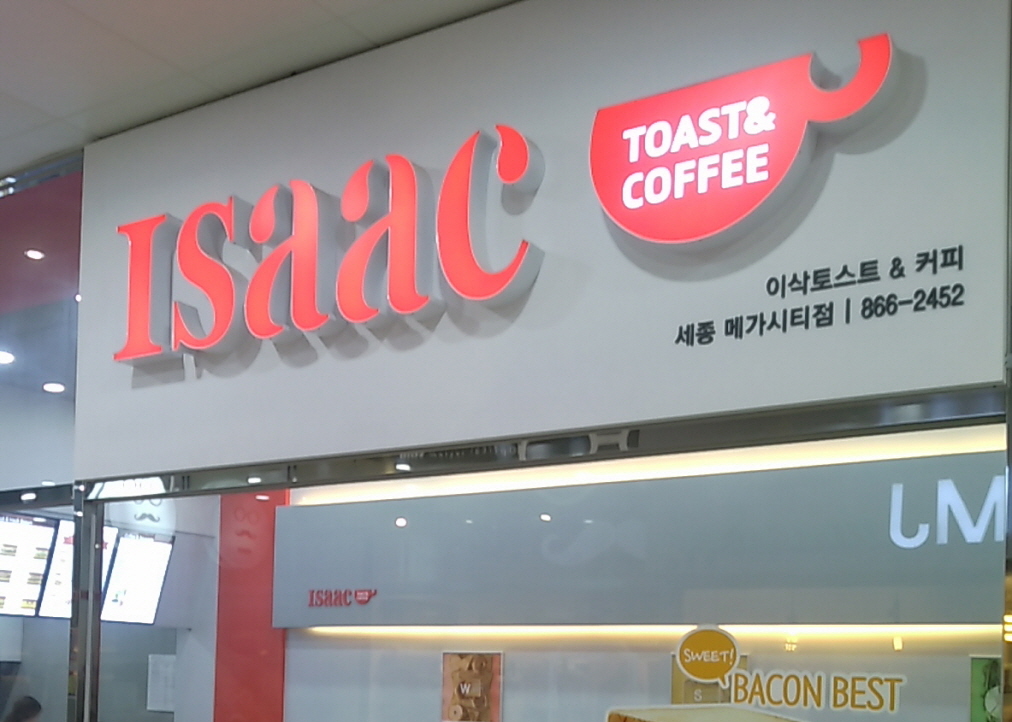 ISaac
TOAST&
COFFEE
이삭토스트 & 커피
세종 메가시티점 | 866-2452
ISaac
SWEET!
BACON BEST
W
S